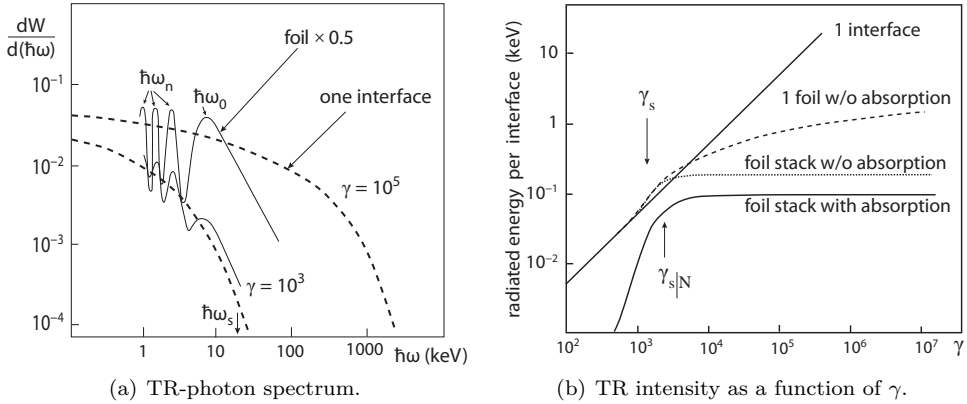 dW
d(ħω)
foil × 0.5
ħωn
ħω0
one interface
10⁻¹
10⁻²
10⁻³
10⁻⁴
γ = 10⁵
γ = 10³
ħωs
1
10
100
1000
ħω (keV)
(a) TR-photon spectrum.
radiated energy per interface (keV)
10
1
10⁻¹
10⁻²
1 interface
γs
1 foil w/o absorption
foil stack w/o absorption
foil stack with absorption
γs|N
10²
10³
10⁴
10⁵
10⁶
10⁷
γ
(b) TR intensity as a function of γ.